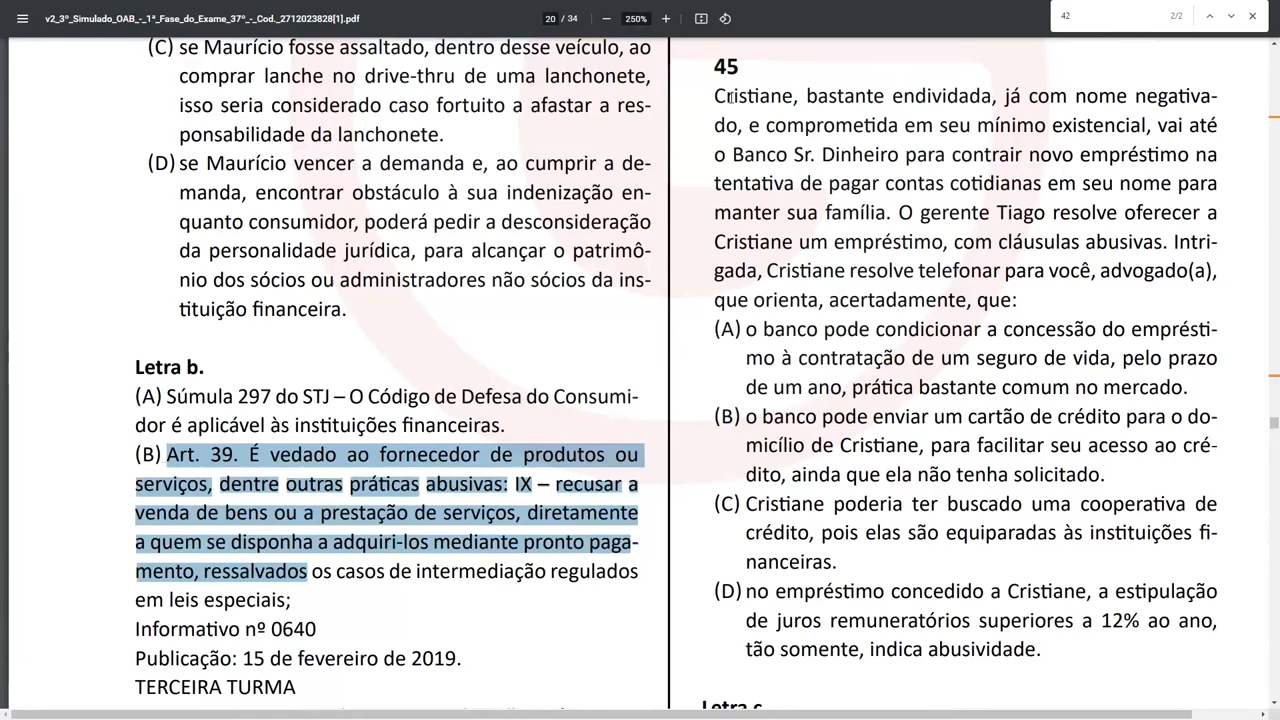 v2_3º_Simulado_OAB_-_1ª_Fase_do_Exame_37º_-_Cod._2712023828[1].pdf
20 / 34
250%
42
2/2
(C) se Maurício fosse assaltado, dentro desse veículo, ao
comprar lanche no drive-thru de uma lanchonete,
isso seria considerado caso fortuito a afastar a res-
ponsabilidade da lanchonete.
(D) se Maurício vencer a demanda e, ao cumprir a de-
manda, encontrar obstáculo à sua indenização en-
quanto consumidor, poderá pedir a desconsideração
da personalidade jurídica, para alcançar o patrimô-
nio dos sócios ou administradores não sócios da ins-
tituição financeira.
Letra b.
(A) Súmula 297 do STJ – O Código de Defesa do Consumi-
dor é aplicável às instituições financeiras.
(B) Art. 39. É vedado ao fornecedor de produtos ou
serviços, dentre outras práticas abusivas: IX – recusar a
venda de bens ou a prestação de serviços, diretamente
a quem se disponha a adquiri-los mediante pronto paga-
mento, ressalvados os casos de intermediação regulados
em leis especiais;
Informativo nº 0640
Publicação: 15 de fevereiro de 2019.
TERCEIRA TURMA
45
Cristiane, bastante endividada, já com nome negativa-
do, e comprometida em seu mínimo existencial, vai até
o Banco Sr. Dinheiro para contrair novo empréstimo na
tentativa de pagar contas cotidianas em seu nome para
manter sua família. O gerente Tiago resolve oferecer a
Cristiane um empréstimo, com cláusulas abusivas. Intri-
gada, Cristiane resolve telefonar para você, advogado(a),
que orienta, acertadamente, que:
(A) o banco pode condicionar a concessão do emprésti-
mo à contratação de um seguro de vida, pelo prazo
de um ano, prática bastante comum no mercado.
(B) o banco pode enviar um cartão de crédito para o do-
micílio de Cristiane, para facilitar seu acesso ao cré-
dito, ainda que ela não tenha solicitado.
(C) Cristiane poderia ter buscado uma cooperativa de
crédito, pois elas são equiparadas às instituições fi-
nanceiras.
(D) no empréstimo concedido a Cristiane, a estipulação
de juros remuneratórios superiores a 12% ao ano,
tão somente, indica abusividade.
Letra c